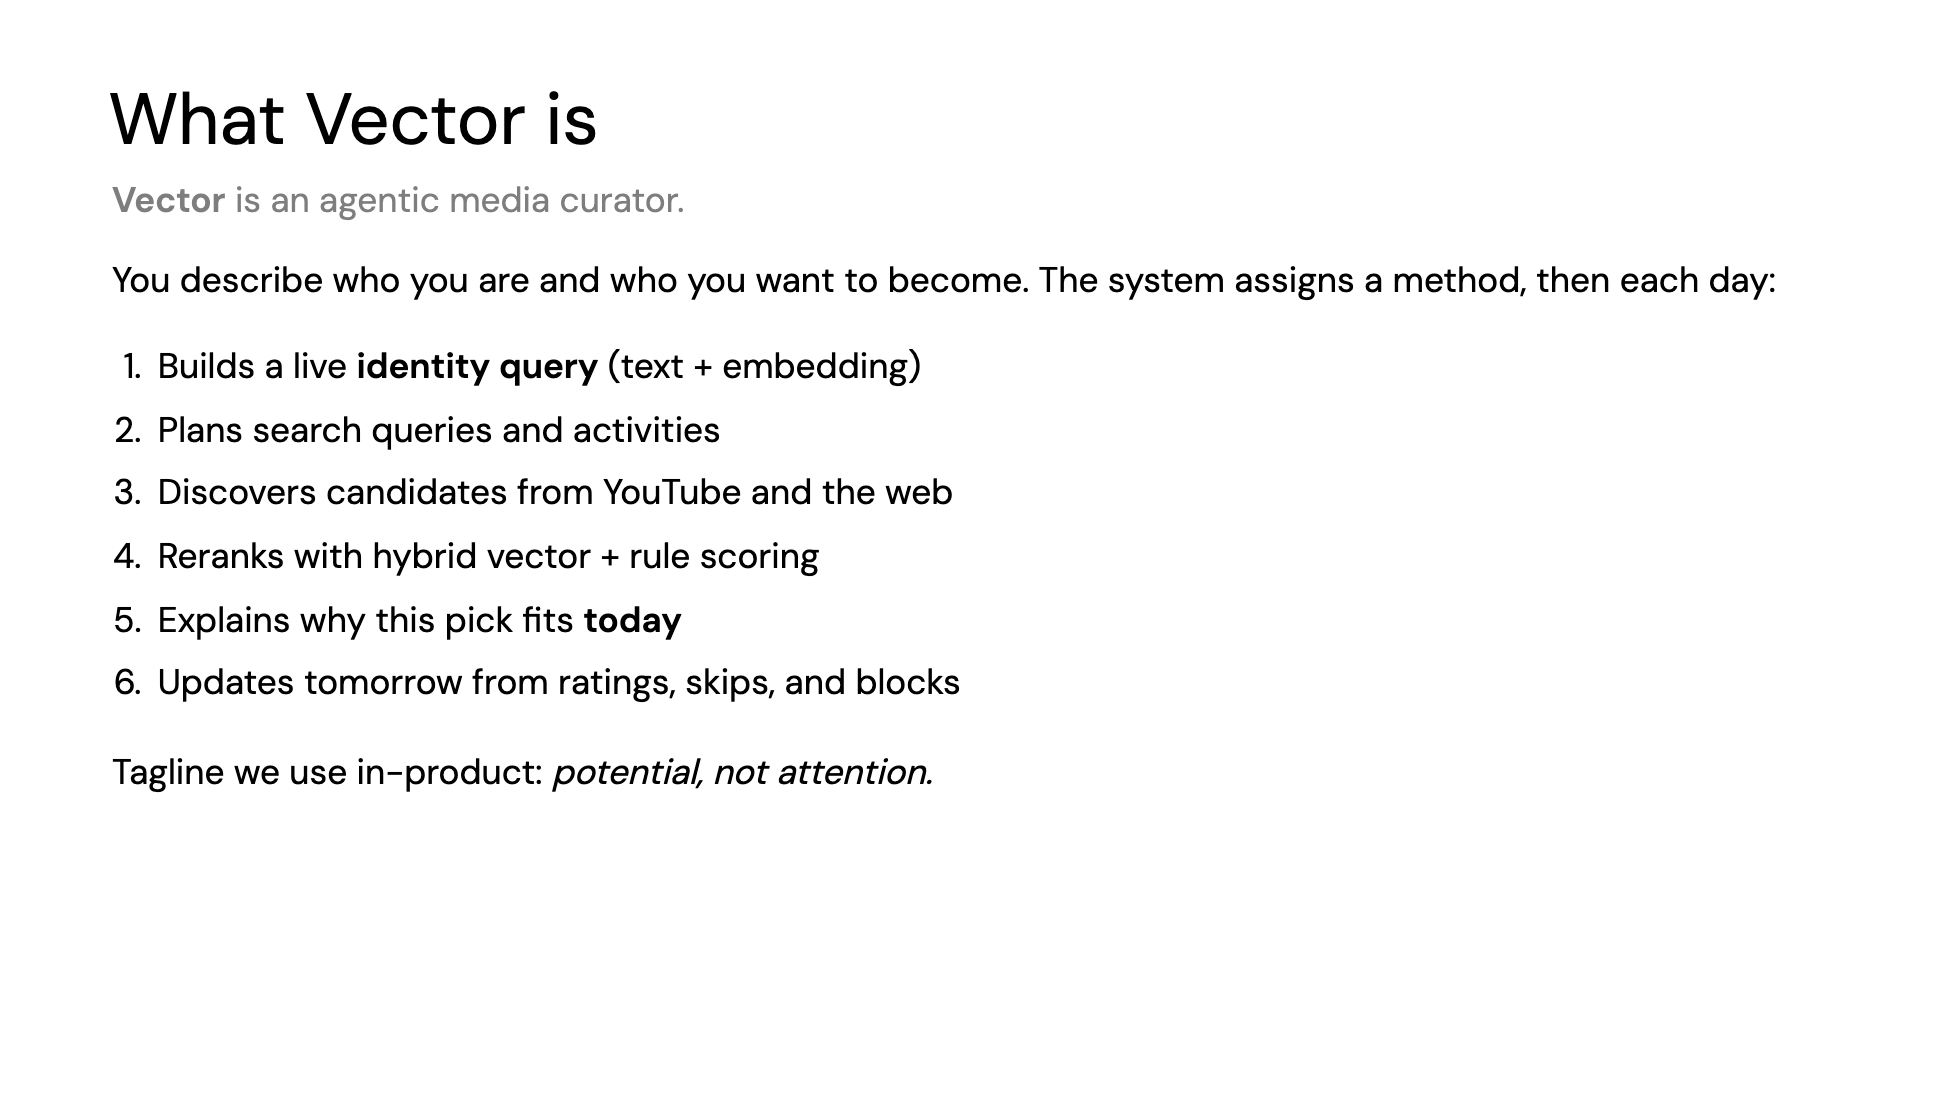 What Vector is
Vector is an agentic media curator.
You describe who you are and who you want to become. The system assigns a method, then each day:
1. Builds a live identity query (text + embedding)
2. Plans search queries and activities
3. Discovers candidates from YouTube and the web
4. Reranks with hybrid vector + rule scoring
5. Explains why this pick fits today
6. Updates tomorrow from ratings, skips, and blocks
Tagline we use in-product: potential, not attention.